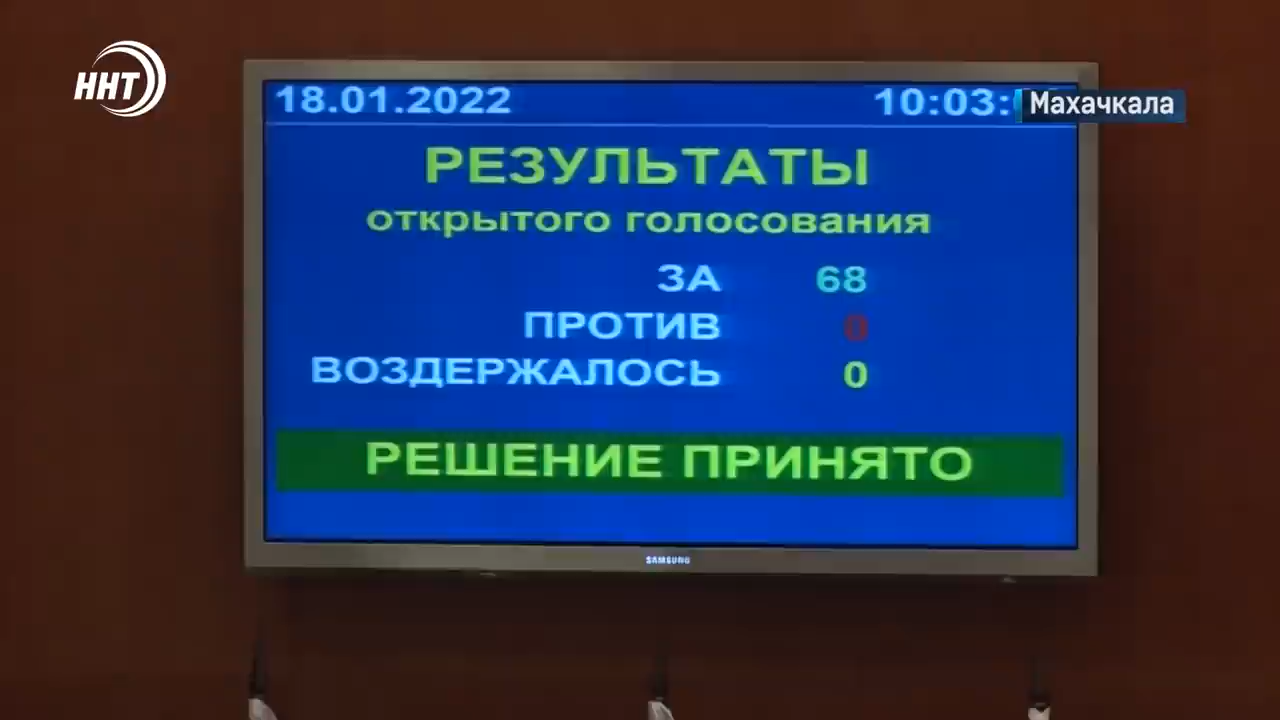 ННТ
18.01.2022
10:03:
Махачкала
РЕЗУЛЬТАТЫ
открытого голосования
ЗА 68
ПРОТИВ 0
ВОЗДЕРЖАЛОСЬ 0
РЕШЕНИЕ ПРИНЯТО
SAMSUNG